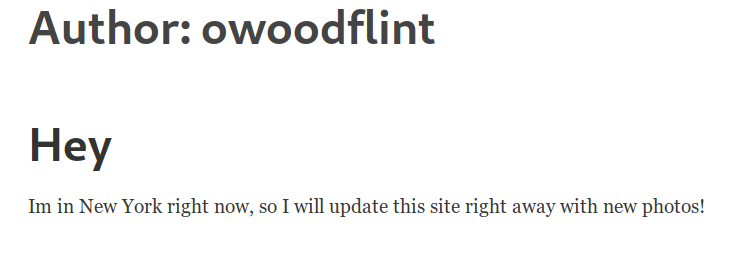 Author: owoodflint
Hey
Im in New York right now, so I will update this site right away with new photos!